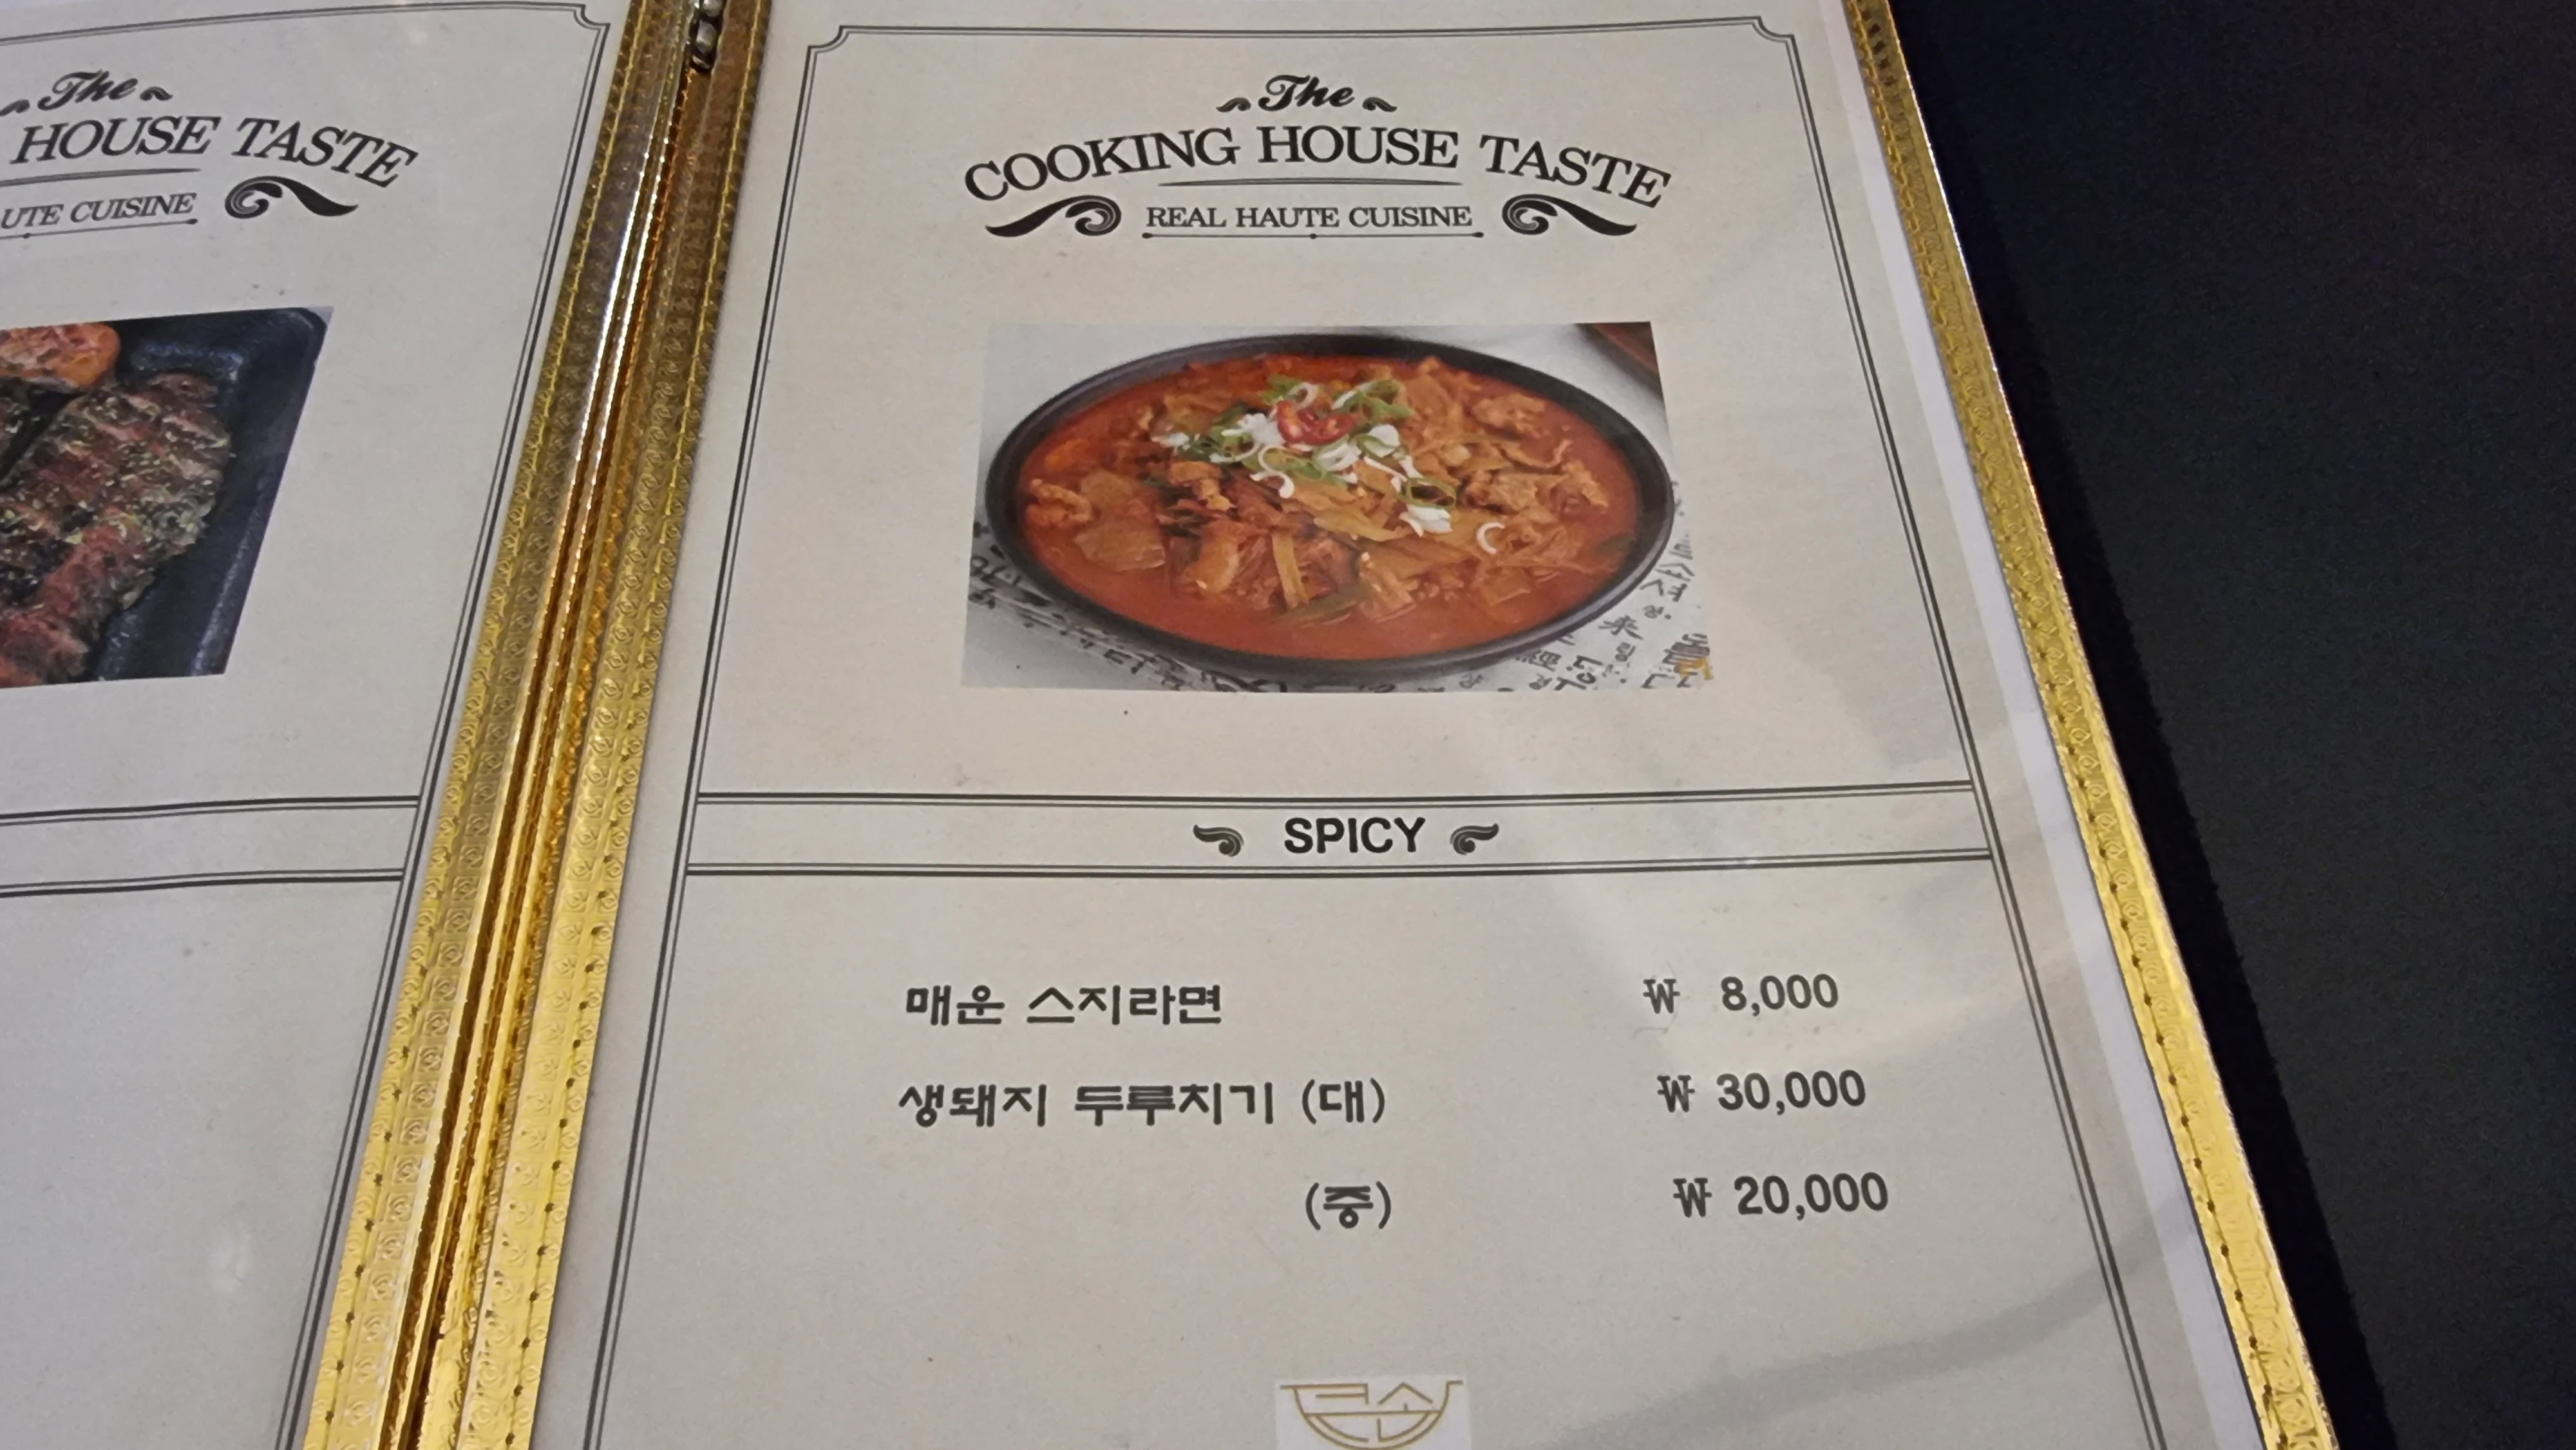 The
HOUSE TASTE
UTE CUISINE
The
COOKING HOUSE TASTE
REAL HAUTE CUISINE
SPICY
매운 스지라면 ₩ 8,000
생돼지 두루치기 (대) ₩ 30,000
(중) ₩ 20,000